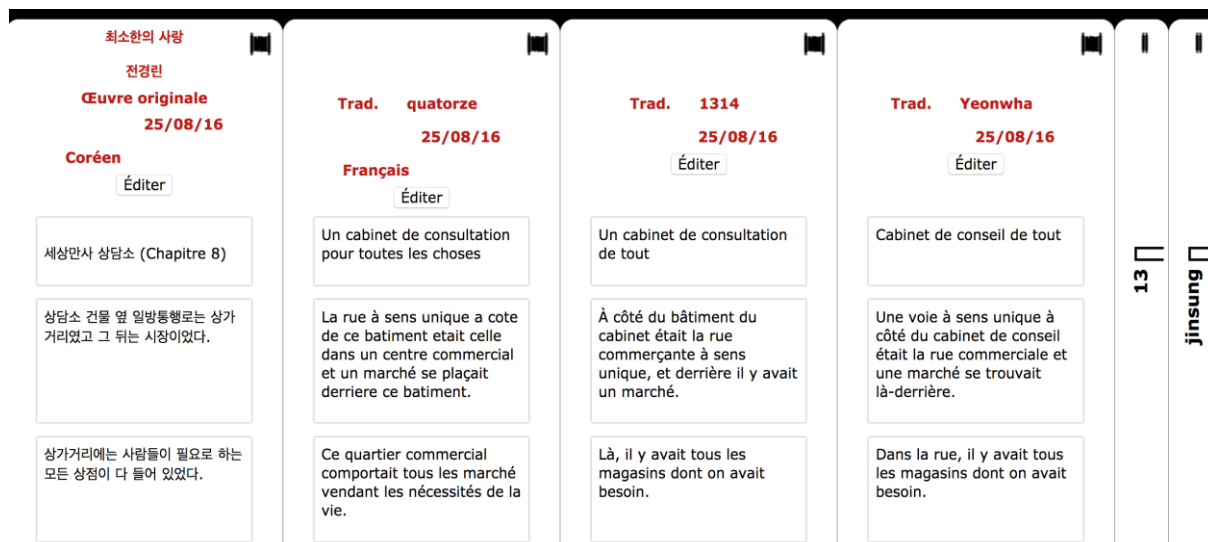 최소한의 사랑
전경린
Œuvre originale
25/08/16
Coréen
Éditer
세상만사 상담소 (Chapitre 8)
상담소 건물 옆 일방통행로는 상가
거리였고 그 뒤는 시장이었다.
상가거리에는 사람들이 필요로 하는
모든 상점이 다 들어 있었다.
Trad. quatorze
25/08/16
Français
Éditer
Un cabinet de consultation
pour toutes les choses
La rue à sens unique a cote
de ce batiment etait celle
dans un centre commercial
et un marché se plaçait
derriere ce batiment.
Ce quartier commercial
comportait tous les marché
vendant les nécessités de la
vie.
Trad. 1314
25/08/16
Éditer
Un cabinet de consultation
de tout
À côté du bâtiment du
cabinet était la rue
commerçante à sens
unique, et derrière il y avait
un marché.
Là, il y avait tous les
magasins dont on avait
besoin.
Trad. Yeonwha
25/08/16
Éditer
Cabinet de conseil de tout
Une voie à sens unique à
côté du cabinet de conseil
était la rue commerciale et
une marché se trouvait
là-derrière.
Dans la rue, il y avait tous
les magasins dont on avait
besoin.
13
jinsung